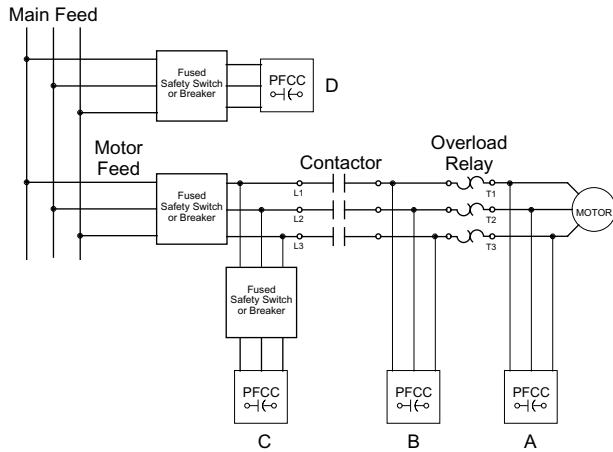 Main Feed
Fused
Safety Switch
or Breaker
PFCC
D
Motor
Feed
Fused
Safety Switch
or Breaker
Contactor
Overload
Relay
L1
L2
L3
T1
T2
T3
MOTOR
Fused
Safety Switch
or Breaker
PFCC
PFCC
PFCC
C
B
A